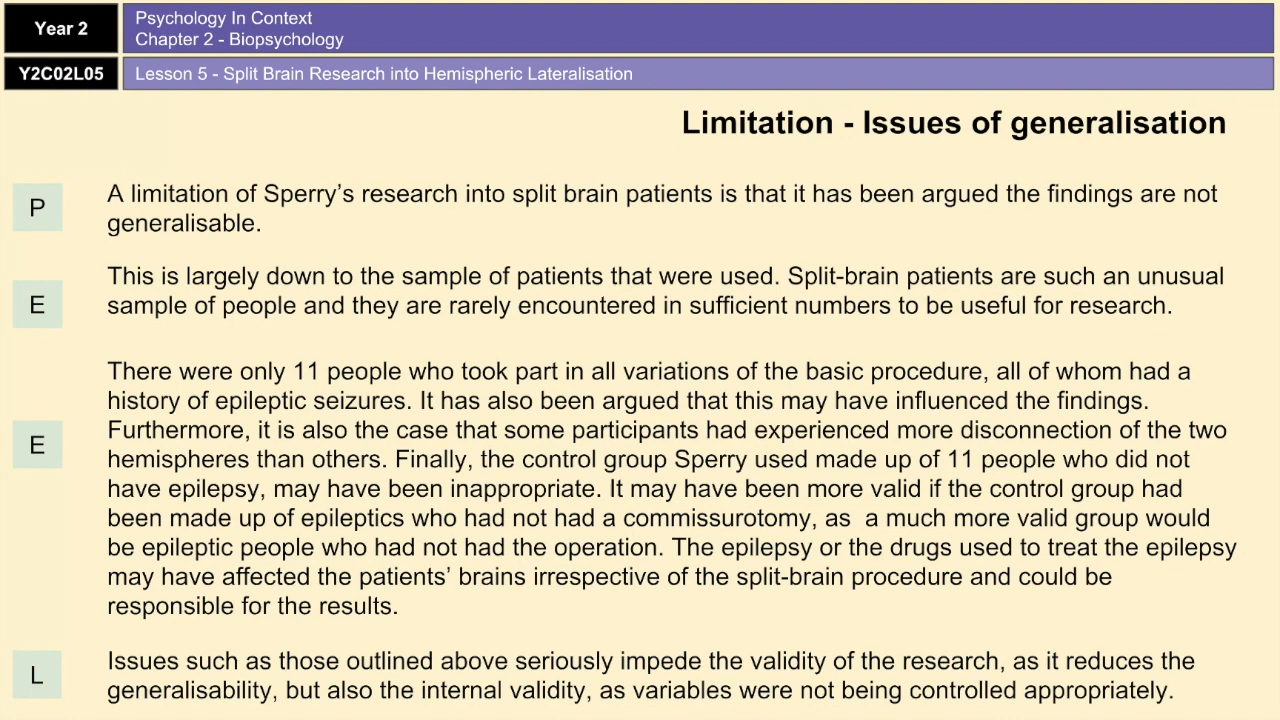 Year 2
Psychology In Context
Chapter 2 - Biopsychology
Y2C02L05
Lesson 5 - Split Brain Research into Hemispheric Lateralisation
Limitation - Issues of generalisation
P
A limitation of Sperry's research into split brain patients is that it has been argued the findings are not
generalisable.
E
This is largely down to the sample of patients that were used. Split-brain patients are such an unusual
sample of people and they are rarely encountered in sufficient numbers to be useful for research.
E
There were only 11 people who took part in all variations of the basic procedure, all of whom had a
history of epileptic seizures. It has also been argued that this may have influenced the findings.
Furthermore, it is also the case that some participants had experienced more disconnection of the two
hemispheres than others. Finally, the control group Sperry used made up of 11 people who did not
have epilepsy, may have been inappropriate. It may have been more valid if the control group had
been made up of epileptics who had not had a commissurotomy, as  a much more valid group would
be epileptic people who had not had the operation. The epilepsy or the drugs used to treat the epilepsy
may have affected the patients' brains irrespective of the split-brain procedure and could be
responsible for the results.
L
Issues such as those outlined above seriously impede the validity of the research, as it reduces the
generalisability, but also the internal validity, as variables were not being controlled appropriately.